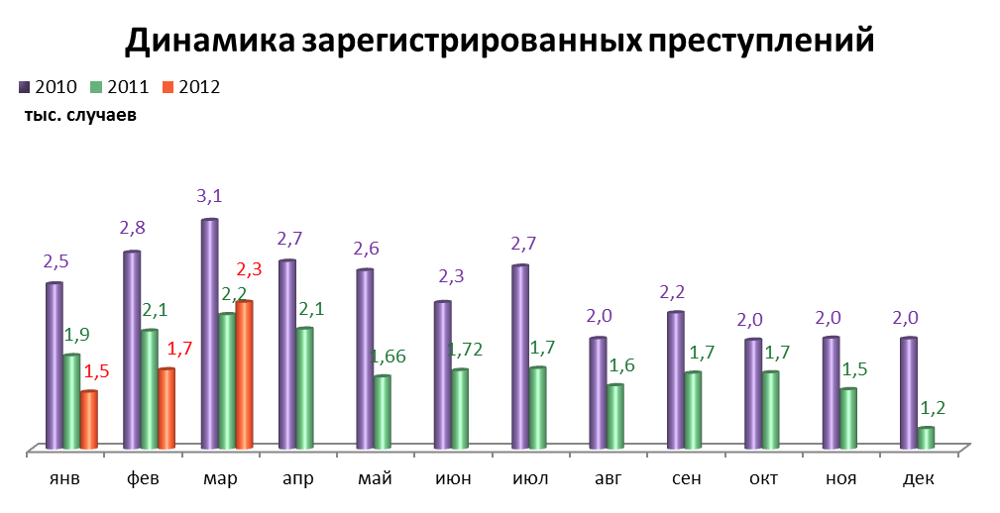 Динамика зарегистрированных преступлений
2010 2011 2012
тыс. случаев
2,5 1,9 1,5
2,8 2,1 1,7
3,1 2,2 2,3
2,7 2,1
2,6 1,66
2,3 1,72
2,7 1,7
2,0 1,6
2,2 1,7
2,0 1,7
2,0 1,5
2,0 1,2
янв фев мар апр май июн июл авг сен окт ноя дек